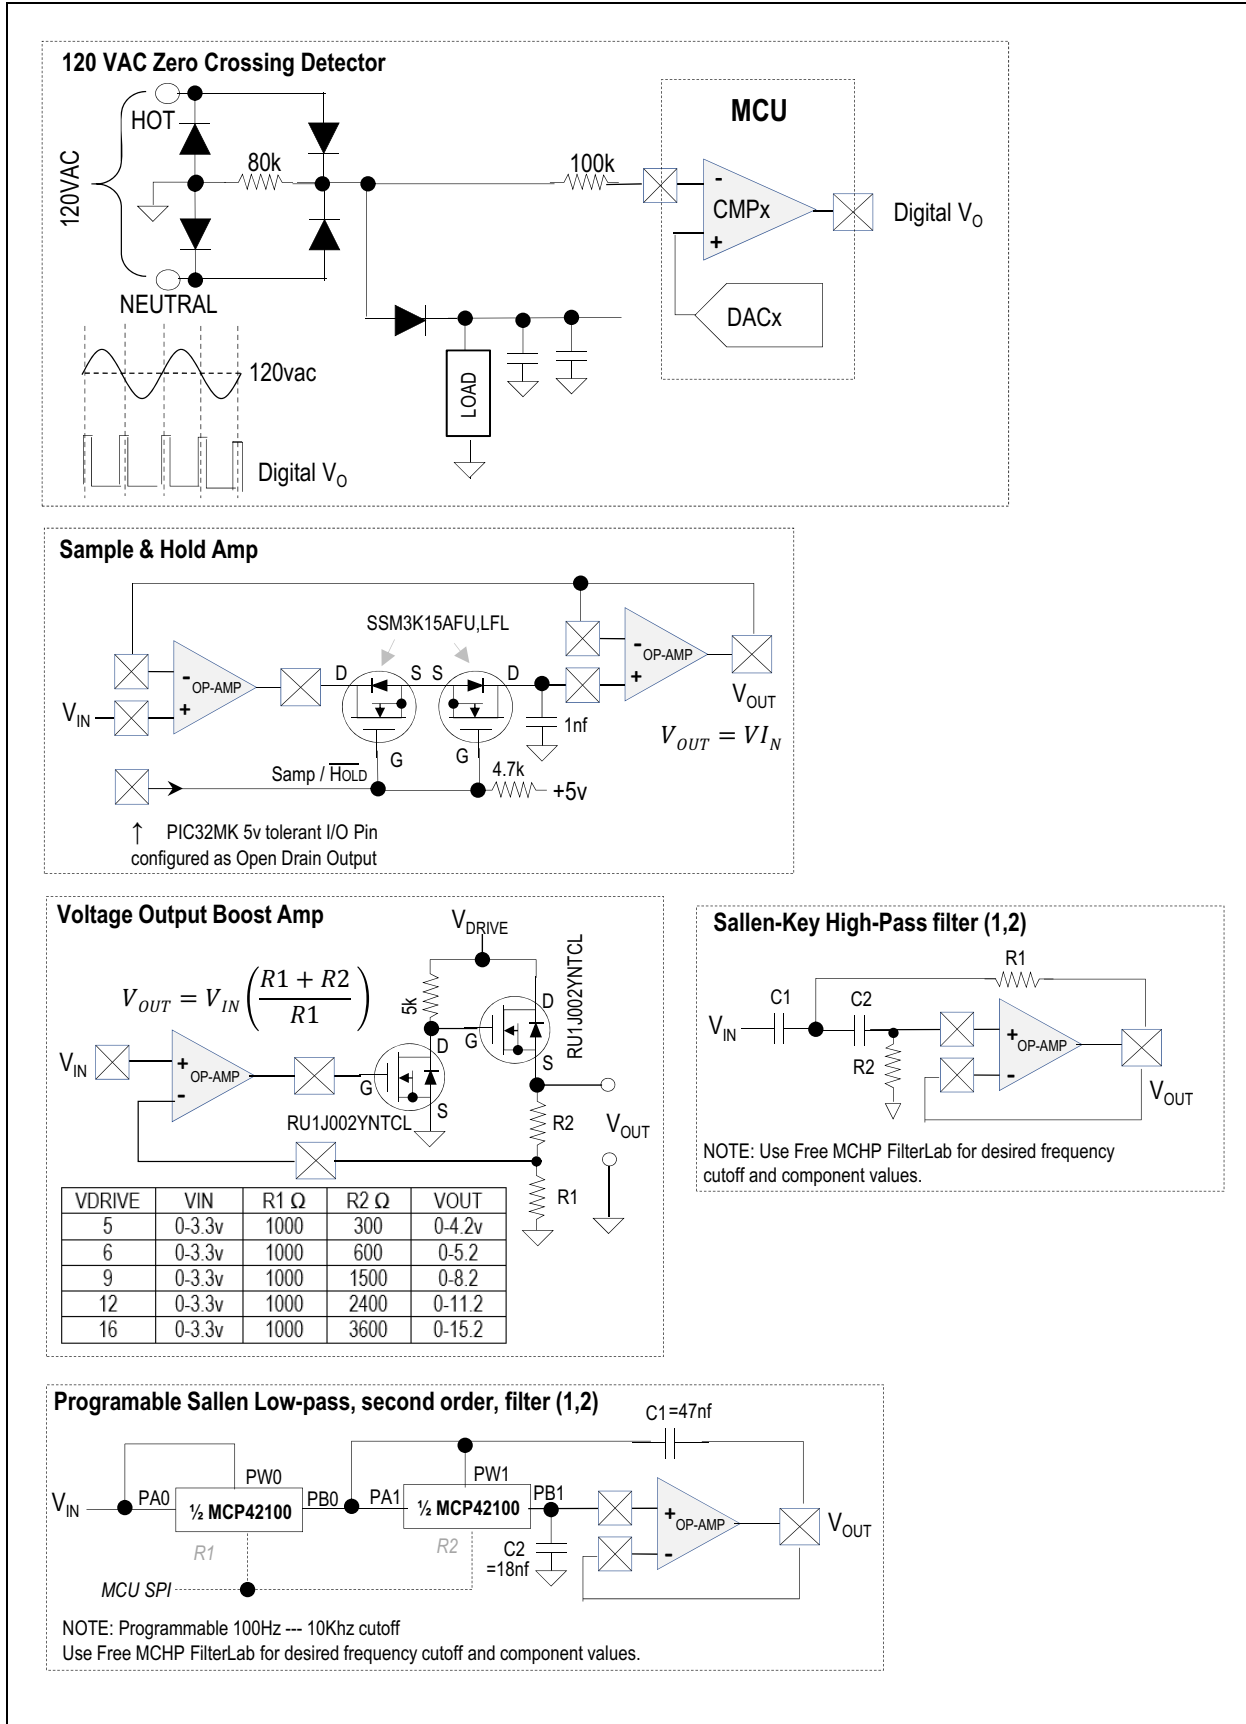 120 VAC Zero Crossing Detector
HOT
120VAC
80k
100k
MCU
-
CMPx
+
Digital VO
DACx
NEUTRAL
LOAD
120vac
Digital VO
Sample & Hold Amp
SSM3K15AFU,LFL
D
S
S
D
-
OP-AMP
+
-
OP-AMP
+
VIN
VOUT
1nf
VOUT = VIN
G
G
Samp / HOLD
4.7k
+5v
↑ PIC32MK 5v tolerant I/O Pin
configured as Open Drain Output
Voltage Output Boost Amp
VDRIVE
VOUT = VIN (R1 + R2 / R1)
5k
D
G
S
RU1J002YNTCL
VIN
+
OP-AMP
-
D
G
S
RU1J002YNTCL
R2
VOUT
R1
VDRIVE VIN R1 Ω R2 Ω VOUT
5 0-3.3v 1000 300 0-4.2v
6 0-3.3v 1000 600 0-5.2
9 0-3.3v 1000 1500 0-8.2
12 0-3.3v 1000 2400 0-11.2
16 0-3.3v 1000 3600 0-15.2
Sallen-Key High-Pass filter (1,2)
R1
C1
C2
VIN
R2
+
OP-AMP
-
VOUT
NOTE: Use Free MCHP FilterLab for desired frequency
cutoff and component values.
Programable Sallen Low-pass, second order, filter (1,2)
C1 =47nf
PW0
PW1
VIN
PA0
½ MCP42100
PB0
PA1
½ MCP42100
PB1
+
OP-AMP
-
VOUT
R1
R2
C2
=18nf
MCU SPI
NOTE: Programmable 100Hz --- 10Khz cutoff
Use Free MCHP FilterLab for desired frequency cutoff and component values.